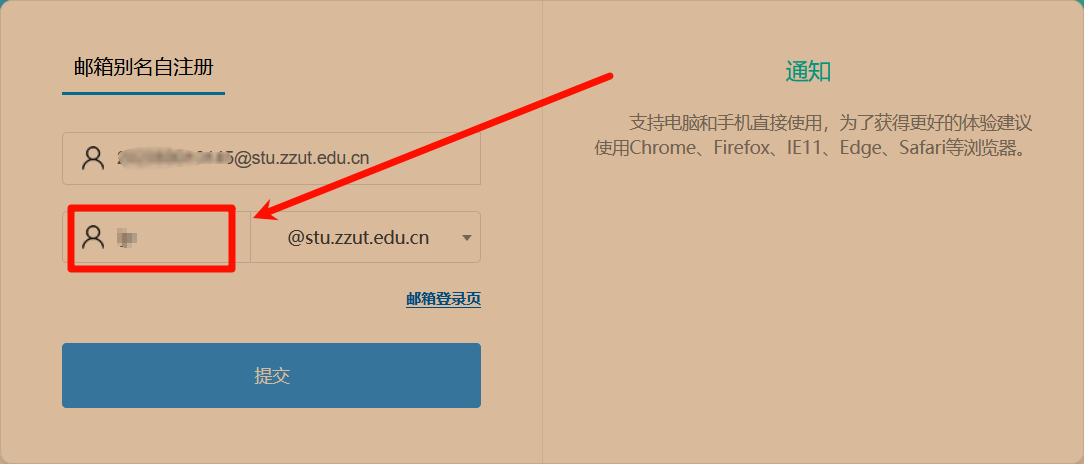 邮箱别名自注册
@stu.zzut.edu.cn
@stu.zzut.edu.cn
邮箱登录页
提交
通知
支持电脑和手机直接使用，为了获得更好的体验建议
使用Chrome、Firefox、IE11、Edge、Safari等浏览器。